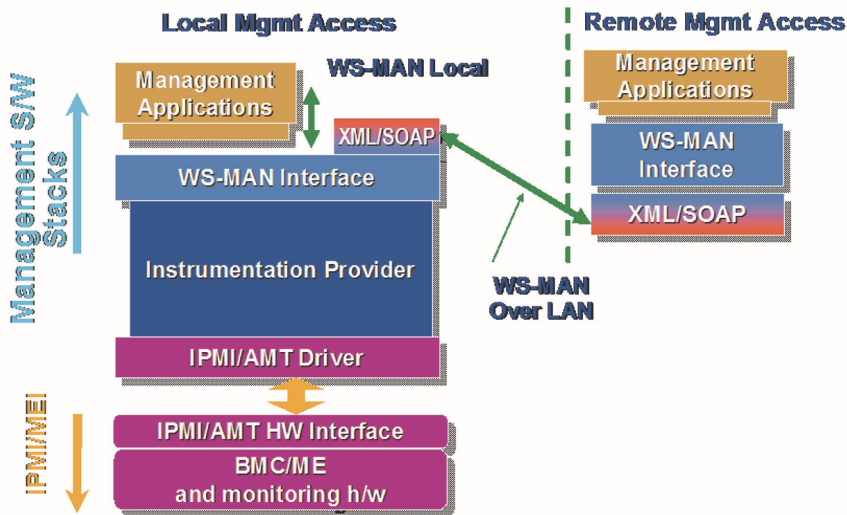 Local Mgmt Access
Remote Mgmt Access
WS-MAN Local
Management
Applications
XML/SOAP
WS-MAN Interface
Instrumentation Provider
IPMI/AMT Driver
IPMI/AMT HW Interface
BMC/ME
and monitoring h/w
Management S/W
Stacks
IPMI/MEI
WS-MAN
Over LAN
Management
Applications
WS-MAN
Interface
XML/SOAP